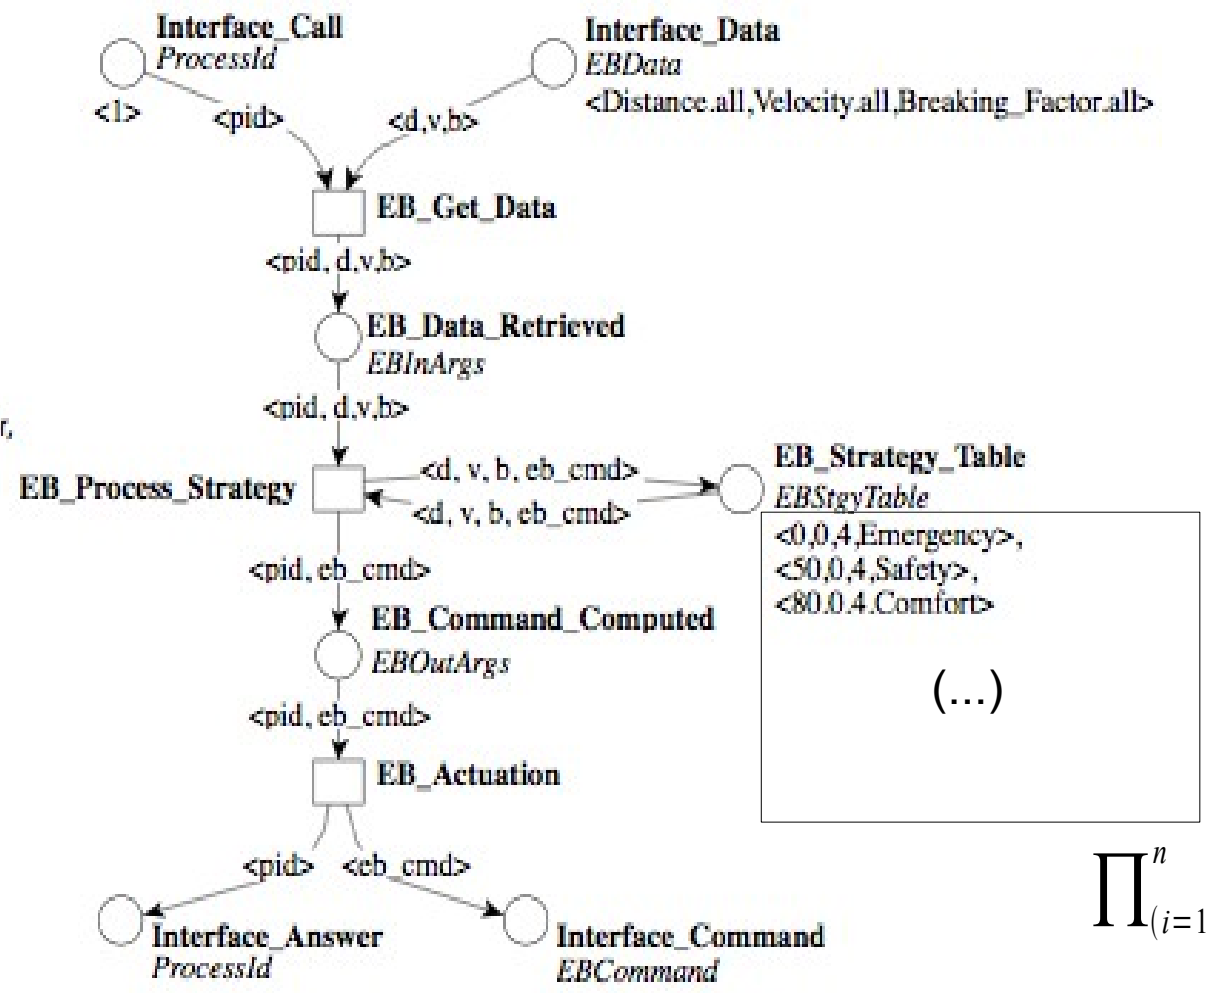 Interface_Call
ProcessId
<1>
<pid>
Interface_Data
EBData
<Distance.all,Velocity.all,Breaking_Factor.all>
<d,v,b>
EB_Get_Data
<pid, d,v,b>
EB_Data_Retrieved
EBInArgs
<pid, d,v,b>
r,
EB_Process_Strategy
<d, v, b, eb_cmd>
<d, v, b, eb_cmd>
EB_Strategy_Table
EBStgyTable
<0,0,4,Emergency>,
<50,0,4,Safety>,
<80.0.4.Comfort>
(...)
<pid, eb_cmd>
EB_Command_Computed
EBOutArgs
<pid, eb_cmd>
EB_Actuation
<pid>
<eb_cmd>
Interface_Answer
ProcessId
Interface_Command
EBCommand
∏ n (i=1